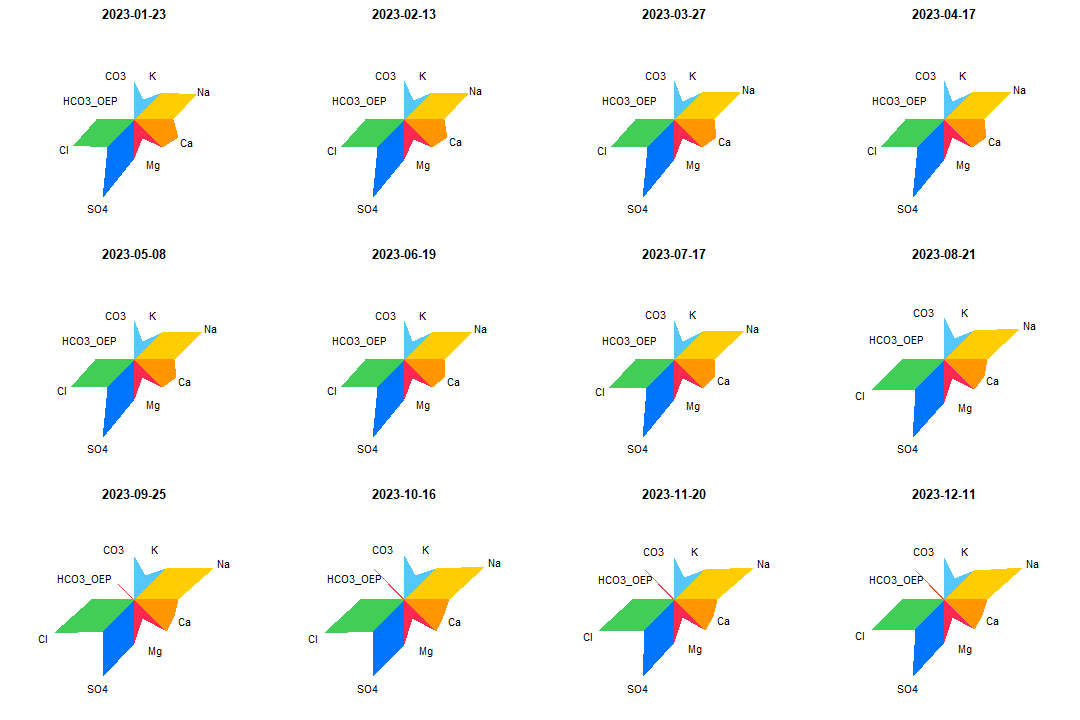 2023-01-23
2023-02-13
2023-03-27
2023-04-17
CO3 K
Na
HCO3_OEP
Cl
Ca
Mg
SO4
CO3 K
Na
HCO3_OEP
Cl
Ca
Mg
SO4
CO3 K
Na
HCO3_OEP
Cl
Ca
Mg
SO4
CO3 K
Na
HCO3_OEP
Cl
Ca
Mg
SO4
2023-05-08
2023-06-19
2023-07-17
2023-08-21
CO3 K
Na
HCO3_OEP
Cl
Ca
Mg
SO4
CO3 K
Na
HCO3_OEP
Cl
Ca
Mg
SO4
CO3 K
Na
HCO3_OEP
Cl
Ca
Mg
SO4
CO3 K
Na
HCO3_OEP
Cl
Ca
Mg
SO4
2023-09-25
2023-10-16
2023-11-20
2023-12-11
CO3 K
Na
HCO3_OEP
Cl
Ca
Mg
SO4
CO3 K
Na
HCO3_OEP
Cl
Ca
Mg
SO4
CO3 K
Na
HCO3_OEP
Cl
Ca
Mg
SO4
CO3 K
Na
HCO3_OEP
Cl
Ca
Mg
SO4